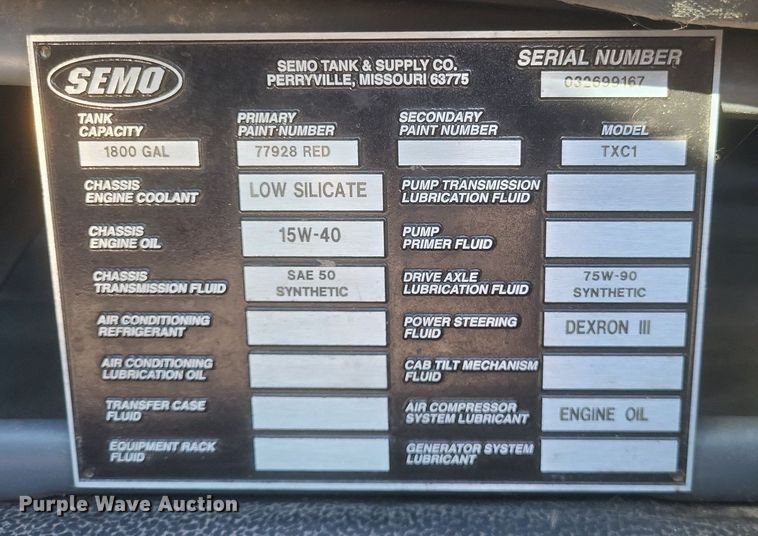 SEMO
SEMO TANK & SUPPLY CO.
PERRYVILLE, MISSOURI 63775
SERIAL NUMBER
032699167
TANK
CAPACITY
1800 GAL
PRIMARY
PAINT NUMBER
77928 RED
SECONDARY
PAINT NUMBER
MODEL
TXC1
CHASSIS
ENGINE COOLANT
LOW SILICATE
PUMP TRANSMISSION
LUBRICATION FLUID
CHASSIS
ENGINE OIL
15W-40
PUMP
PRIMER FLUID
CHASSIS
TRANSMISSION FLUID
SAE 50
SYNTHETIC
DRIVE AXLE
LUBRICATION FLUID
75W-90
SYNTHETIC
AIR CONDITIONING
REFRIGERANT
POWER STEERING
FLUID
DEXRON III
AIR CONDITIONING
LUBRICATION OIL
CAB TILT MECHANISM
FLUID
TRANSFER CASE
FLUID
AIR COMPRESSOR
SYSTEM LUBRICANT
ENGINE OIL
EQUIPMENT RACK
FLUID
GENERATOR SYSTEM
LUBRICANT
Purple Wave Auction